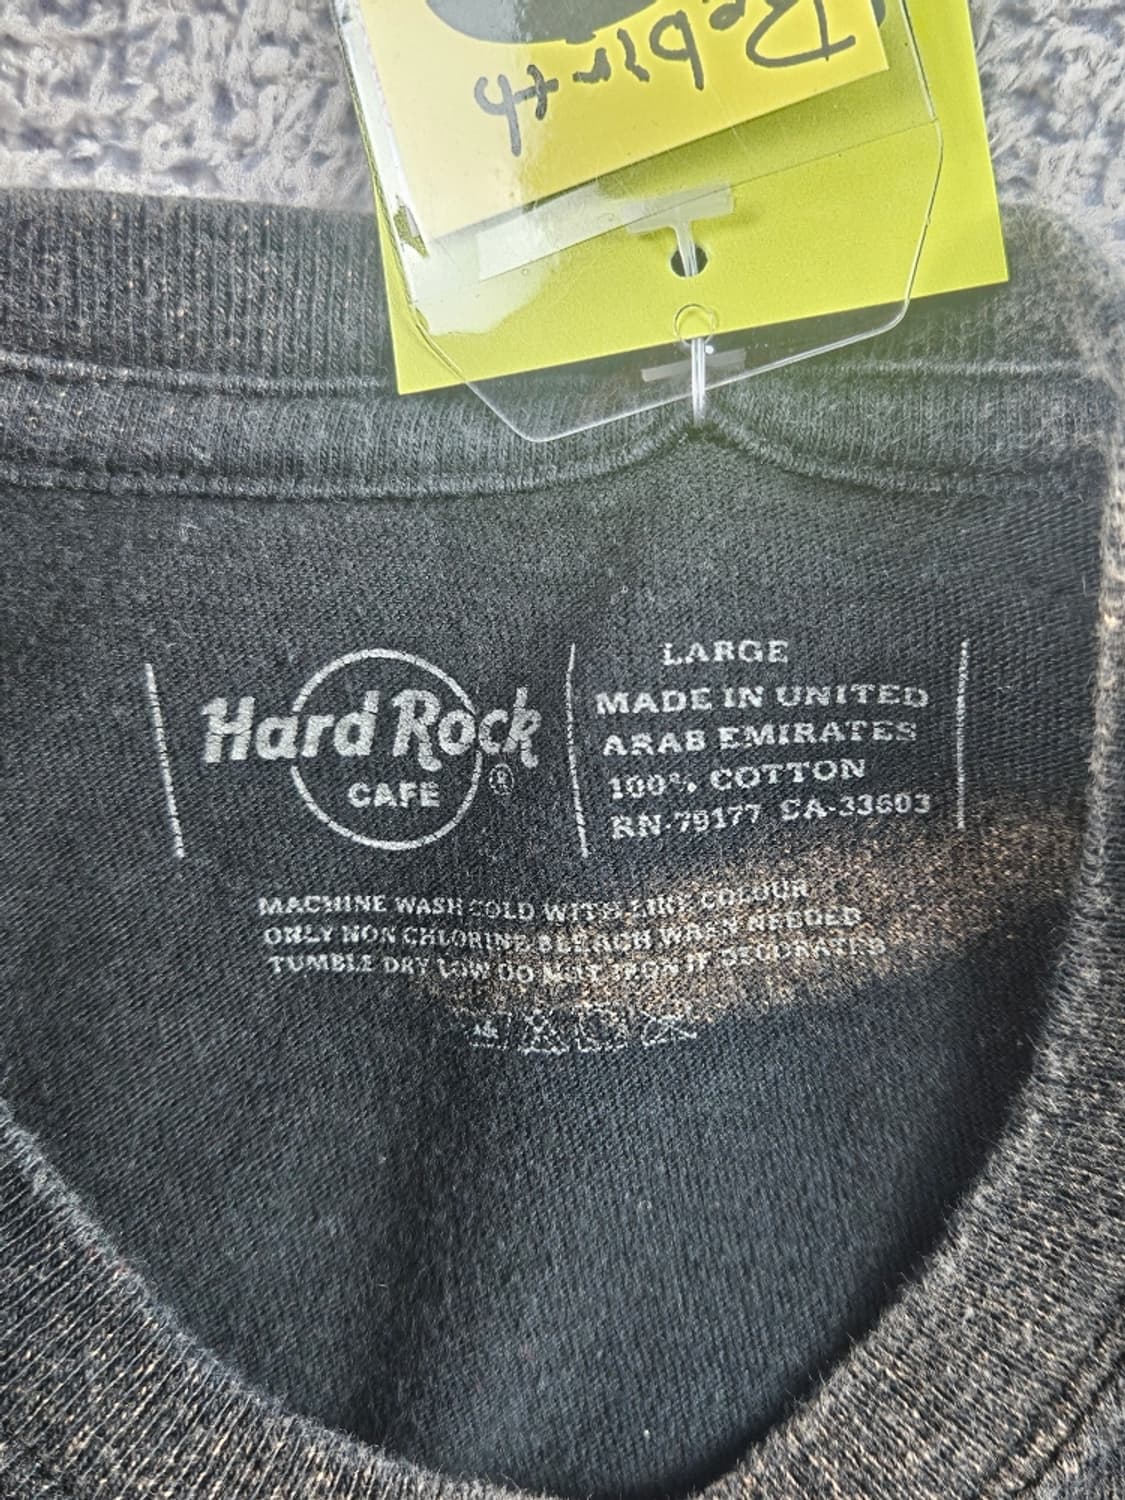 Rebirth
Hard Rock
CAFE
®
LARGE
MADE IN UNITED
ARAB EMIRATES
100% COTTON
RN-79177 CA-33603
MACHINE WASH COLD WITH LIKE COLOUR
ONLY NON CHLORINE BLEACH WHEN NEEDED
TUMBLE DRY LOW DO NOT IRON IF DECORATED